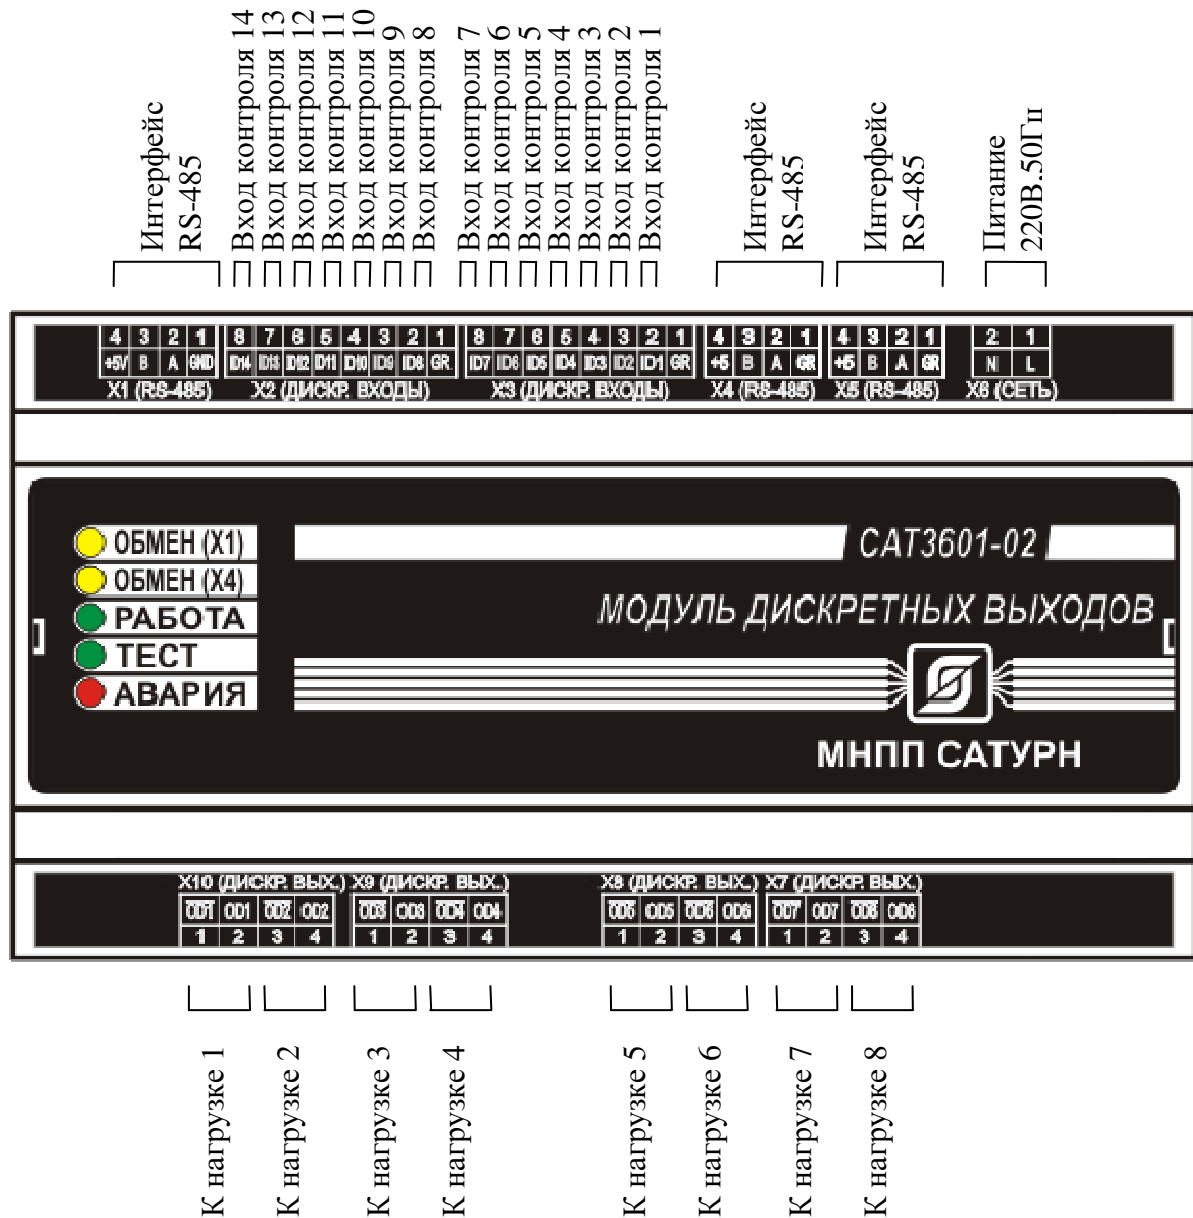 Интерфейс
RS-485
Вход контроля 14
Вход контроля 13
Вход контроля 12
Вход контроля 11
Вход контроля 10
Вход контроля 9
Вход контроля 8
Вход контроля 7
Вход контроля 6
Вход контроля 5
Вход контроля 4
Вход контроля 3
Вход контроля 2
Вход контроля 1
Интерфейс
RS-485
Интерфейс
RS-485
Питание
220В.50Гц
4 3 2 1 8 7 6 5 4 3 2 1 8 7 6 5 4 3 2 1 4 3 2 1 4 3 2 1 2 1
+5V B A GND ID14 ID13 ID12 ID11 ID10 ID9 ID8 GR ID7 ID6 ID5 ID4 ID3 ID2 ID1 GR +5 B A GR +5 B A GR N L
X1 (RS-485) X2 (ДИСКР. ВХОДЫ) X3 (ДИСКР. ВХОДЫ) X4 (RS-485) X5 (RS-485) X6 (СЕТЬ)
ОБМЕН (X1)
ОБМЕН (X4)
РАБОТА
ТЕСТ
АВАРИЯ
САТ3601-02
МОДУЛЬ ДИСКРЕТНЫХ ВЫХОДОВ
МНПП САТУРН
X10 (ДИСКР. ВЫХ.) X9 (ДИСКР. ВЫХ.) X8 (ДИСКР. ВЫХ.) X7 (ДИСКР. ВЫХ.)
OD1 OD1 OD2 OD2 OD3 OD3 OD4 OD4 OD5 OD5 OD6 OD6 OD7 OD7 OD8 OD8
1 2 3 4 1 2 3 4 1 2 3 4 1 2 3 4
К нагрузке 1
К нагрузке 2
К нагрузке 3
К нагрузке 4
К нагрузке 5
К нагрузке 6
К нагрузке 7
К нагрузке 8